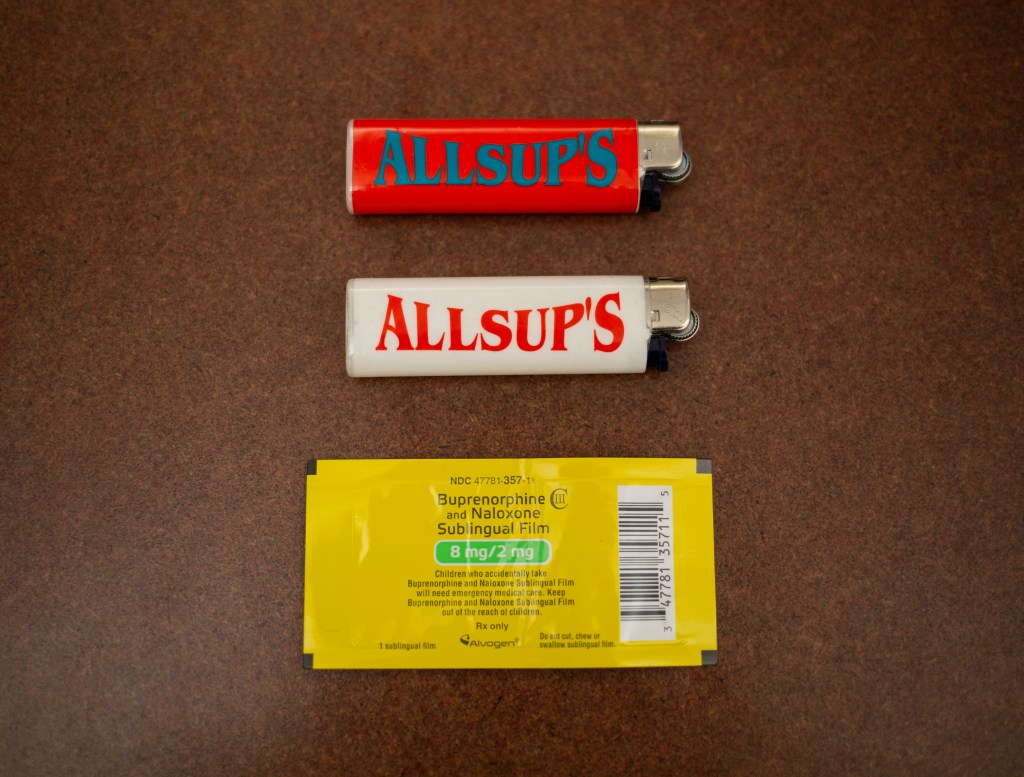 ALLSUP'S
ALLSUP'S
NDC 47781-357-11
Buprenorphine CIII
and Naloxone
Sublingual Film
8 mg/2 mg
Children who accidentally take
Buprenorphine and Naloxone Sublingual Film
will need emergency medical care. Keep
Buprenorphine and Naloxone Sublingual Film
out of the reach of children.
Rx only
1 sublingual film
Alvogen®
Do not cut, chew or
swallow sublingual film.
3 47781 35711 5